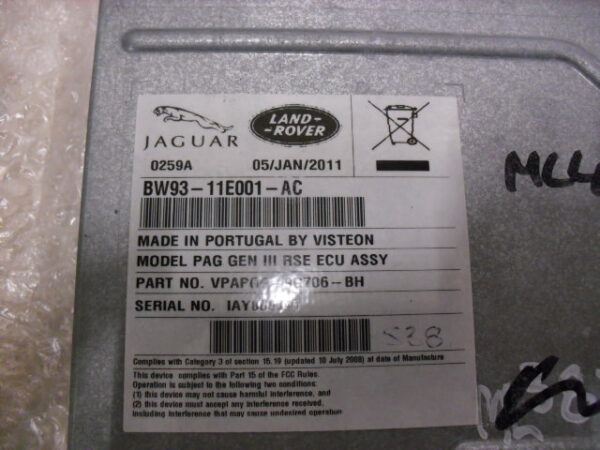 JAGUAR
LAND-
-ROVER
0259A 05/JAN/2011
BW93-11E001-AC
MADE IN PORTUGAL BY VISTEON
MODEL PAG GEN III RSE ECU ASSY
PART NO. 706-BH
SERIAL NO.
528
Complies with Category 3 of section 15.19 (updated 10 July 2008) at date of Manufacture
This device complies with Part 15 of the FCC Rules.
Operation is subject to the following two conditions:
(1) this device may not cause harmful interference, and
(2) this device must accept any interference received,
including interference that may cause undesired operation